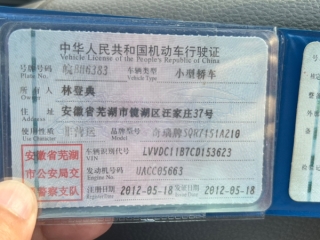 中华人民共和国机动车行驶证
Vehicle License of the People's Republic of China
号牌号码 皖BH6383 车辆类型 小型轿车
Plate No. Vehicle Type
所有人 林登典
Owner
住址 安徽省芜湖市镜湖区汪家庄37号
Address
使用性质 非营运 品牌型号 奇瑞牌SQR7151A210
Use Character Model
安徽省芜湖
市公安局交
警察支队
车辆识别代号 LVVDC11B7CD153623
VIN
发动机号码 UACC05663
Engine No.
注册日期 2012-05-18 发证日期 2012-05-18
Register Date Issue Date